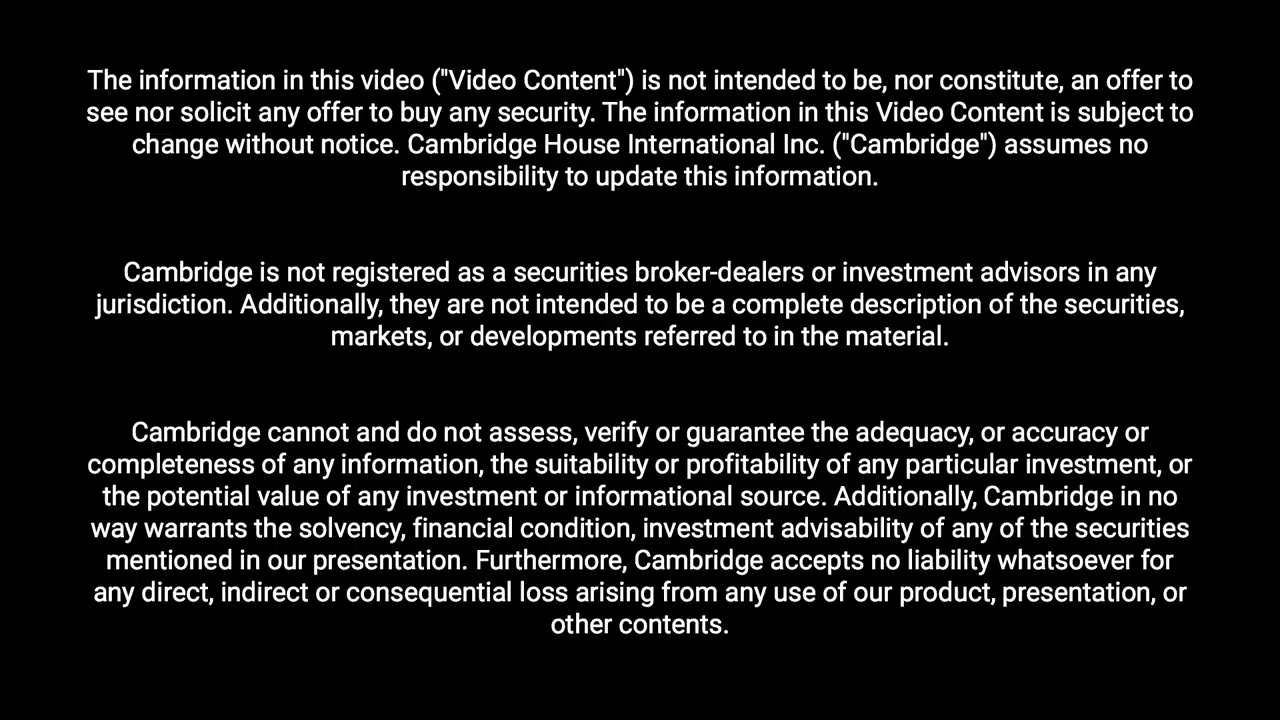 The information in this video ("Video Content") is not intended to be, nor constitute, an offer to
see nor solicit any offer to buy any security. The information in this Video Content is subject to
change without notice. Cambridge House International Inc. ("Cambridge") assumes no
responsibility to update this information.
Cambridge is not registered as a securities broker-dealers or investment advisors in any
jurisdiction. Additionally, they are not intended to be a complete description of the securities,
markets, or developments referred to in the material.
Cambridge cannot and do not assess, verify or guarantee the adequacy, or accuracy or
completeness of any information, the suitability or profitability of any particular investment, or
the potential value of any investment or informational source. Additionally, Cambridge in no
way warrants the solvency, financial condition, investment advisability of any of the securities
mentioned in our presentation. Furthermore, Cambridge accepts no liability whatsoever for
any direct, indirect or consequential loss arising from any use of our product, presentation, or
other contents.